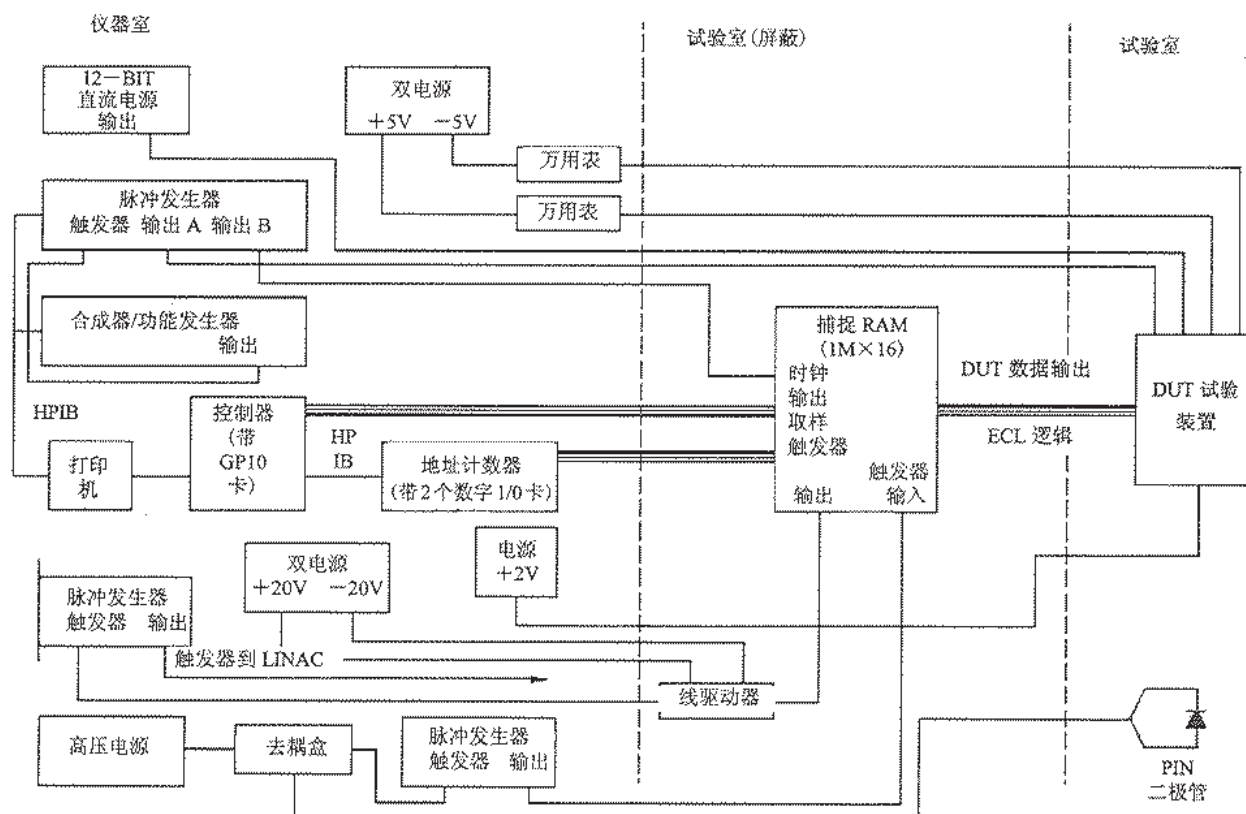 仪器室
试验室(屏蔽)
试验室
12-BIT
直流电源
输出
双电源
+5V -5V
万用表
万用表
脉冲发生器
触发器 输出 A 输出 B
合成器/功能发生器
输出
捕捉 RAM
(1M×16)
时钟
输出
取样
触发器
触发器
输出 输入
DUT 数据输出
ECL 逻辑
DUT 试验
装置
HPIB
打印
机
控制器
(带
GP10
卡)
HP
IB
地址计数器
(带2个数字1/0卡)
双电源
+20V -20V
电源
+2V
脉冲发生器
触发器 输出
触发器到 LINAC
线驱动器
高压电源
去耦盒
脉冲发生器
触发器 输出
PIN
二极管